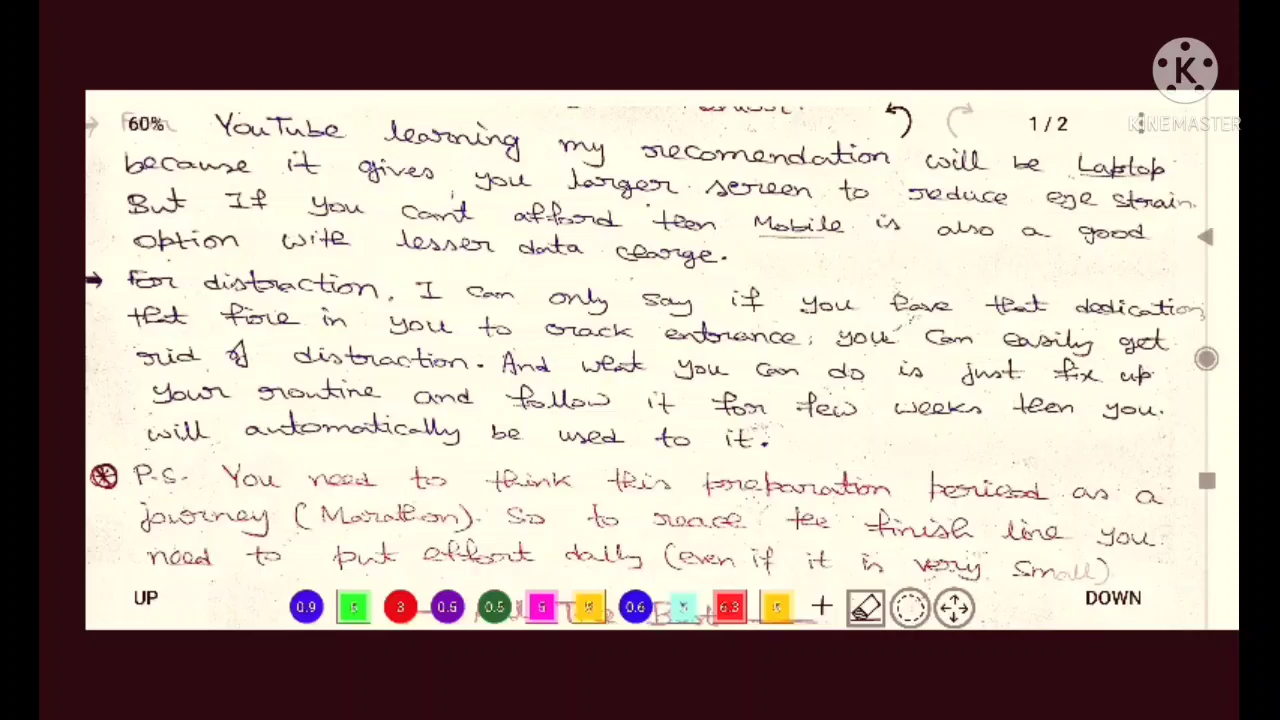 60%
1 / 2
KINEMASTER
→ For YouTube learning my recomendation will be Laptop
because it gives you larger screen to reduce eye strain.
But If you can't afford then Mobile is also a good
option with lesser data charge.
→ For distraction, I can only say if you have that dedication,
that fire in you to crack entrance, you can easily get
rid of distraction. And what you can do is just fix up
your routine and follow it for few weeks then you
will automatically be used to it.
P.S. You need to think this preparation period as a
journey (Marathon). So to reach the finish line you
need to put effort daily (even if it is very small)
UP
0.9
5
3
0.5
0.5
5
0.6
6.3
+
DOWN
The Best